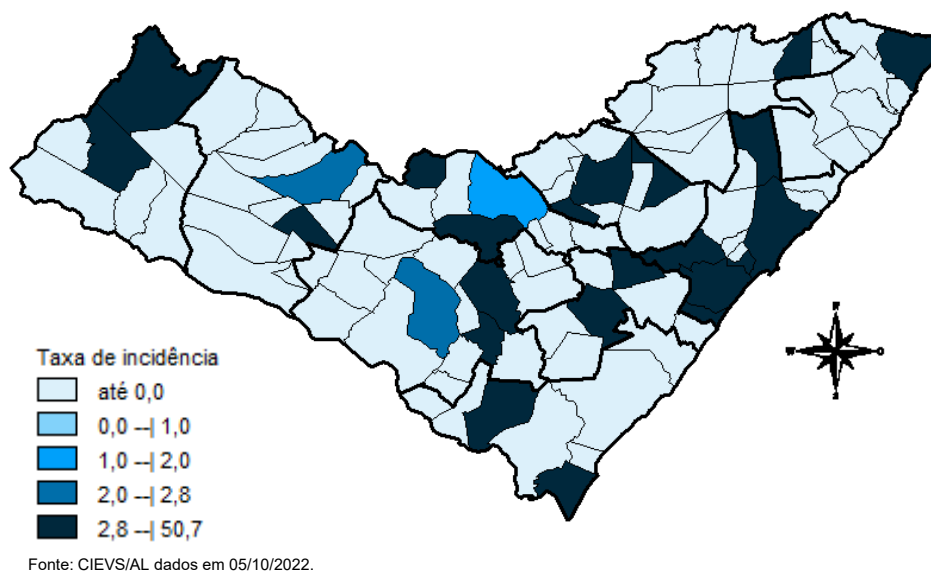 Taxa de incidência
até 0,0
0,0 --| 1,0
1,0 --| 2,0
2,0 --| 2,8
2,8 --| 50,7
Fonte: CIEVS/AL dados em 05/10/2022.